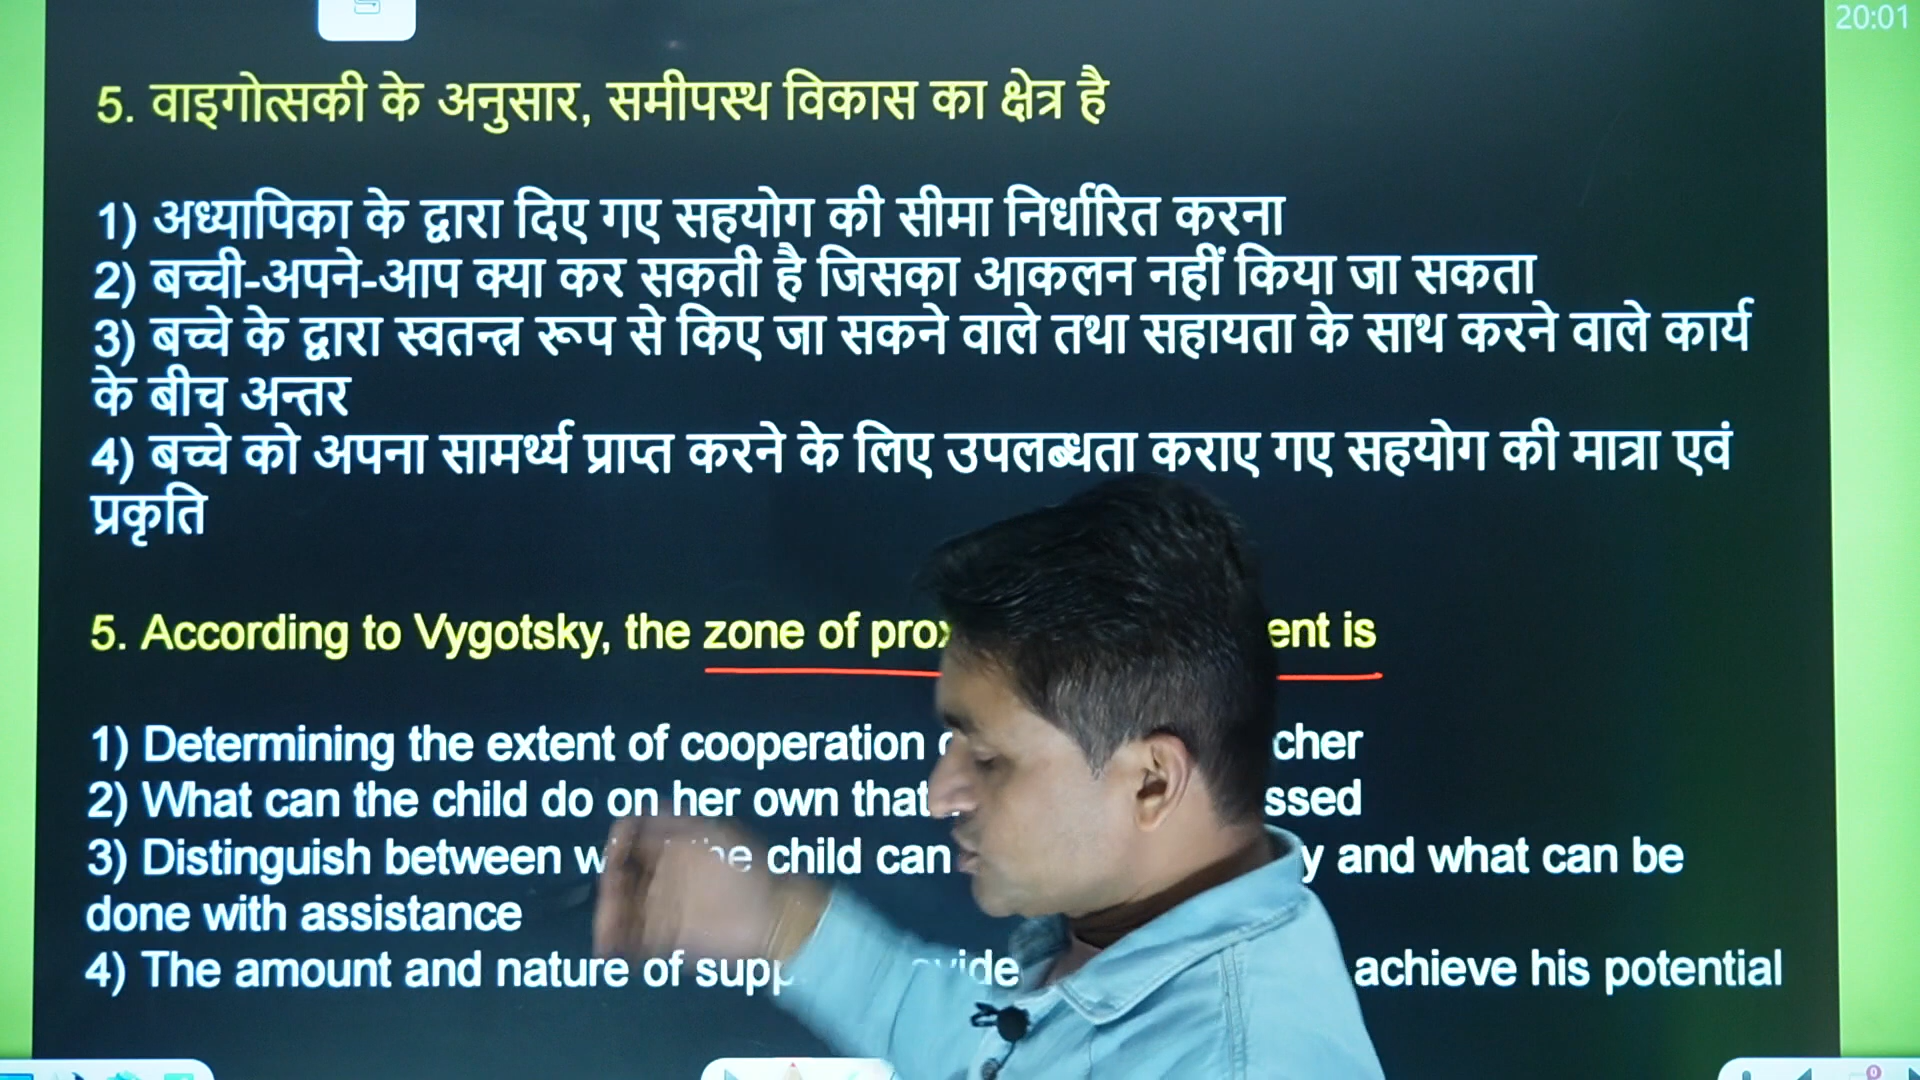 20:01
5. वाइगोत्सकी के अनुसार, समीपस्थ विकास का क्षेत्र है
1) अध्यापिका के द्वारा दिए गए सहयोग की सीमा निर्धारित करना
2) बच्ची-अपने-आप क्या कर सकती है जिसका आकलन नहीं किया जा सकता
3) बच्चे के द्वारा स्वतन्त्र रूप से किए जा सकने वाले तथा सहायता के साथ करने वाले कार्य
के बीच अन्तर
4) बच्चे को अपना सामर्थ्य प्राप्त करने के लिए उपलब्धता कराए गए सहयोग की मात्रा एवं
प्रकृति
5. According to Vygotsky, the zone of is
1) Determining the extent of cooperation
2) What can the child do on her own that
3) Distinguish between child can and what can be
done with assistance
4) The amount and nature of achieve his potential